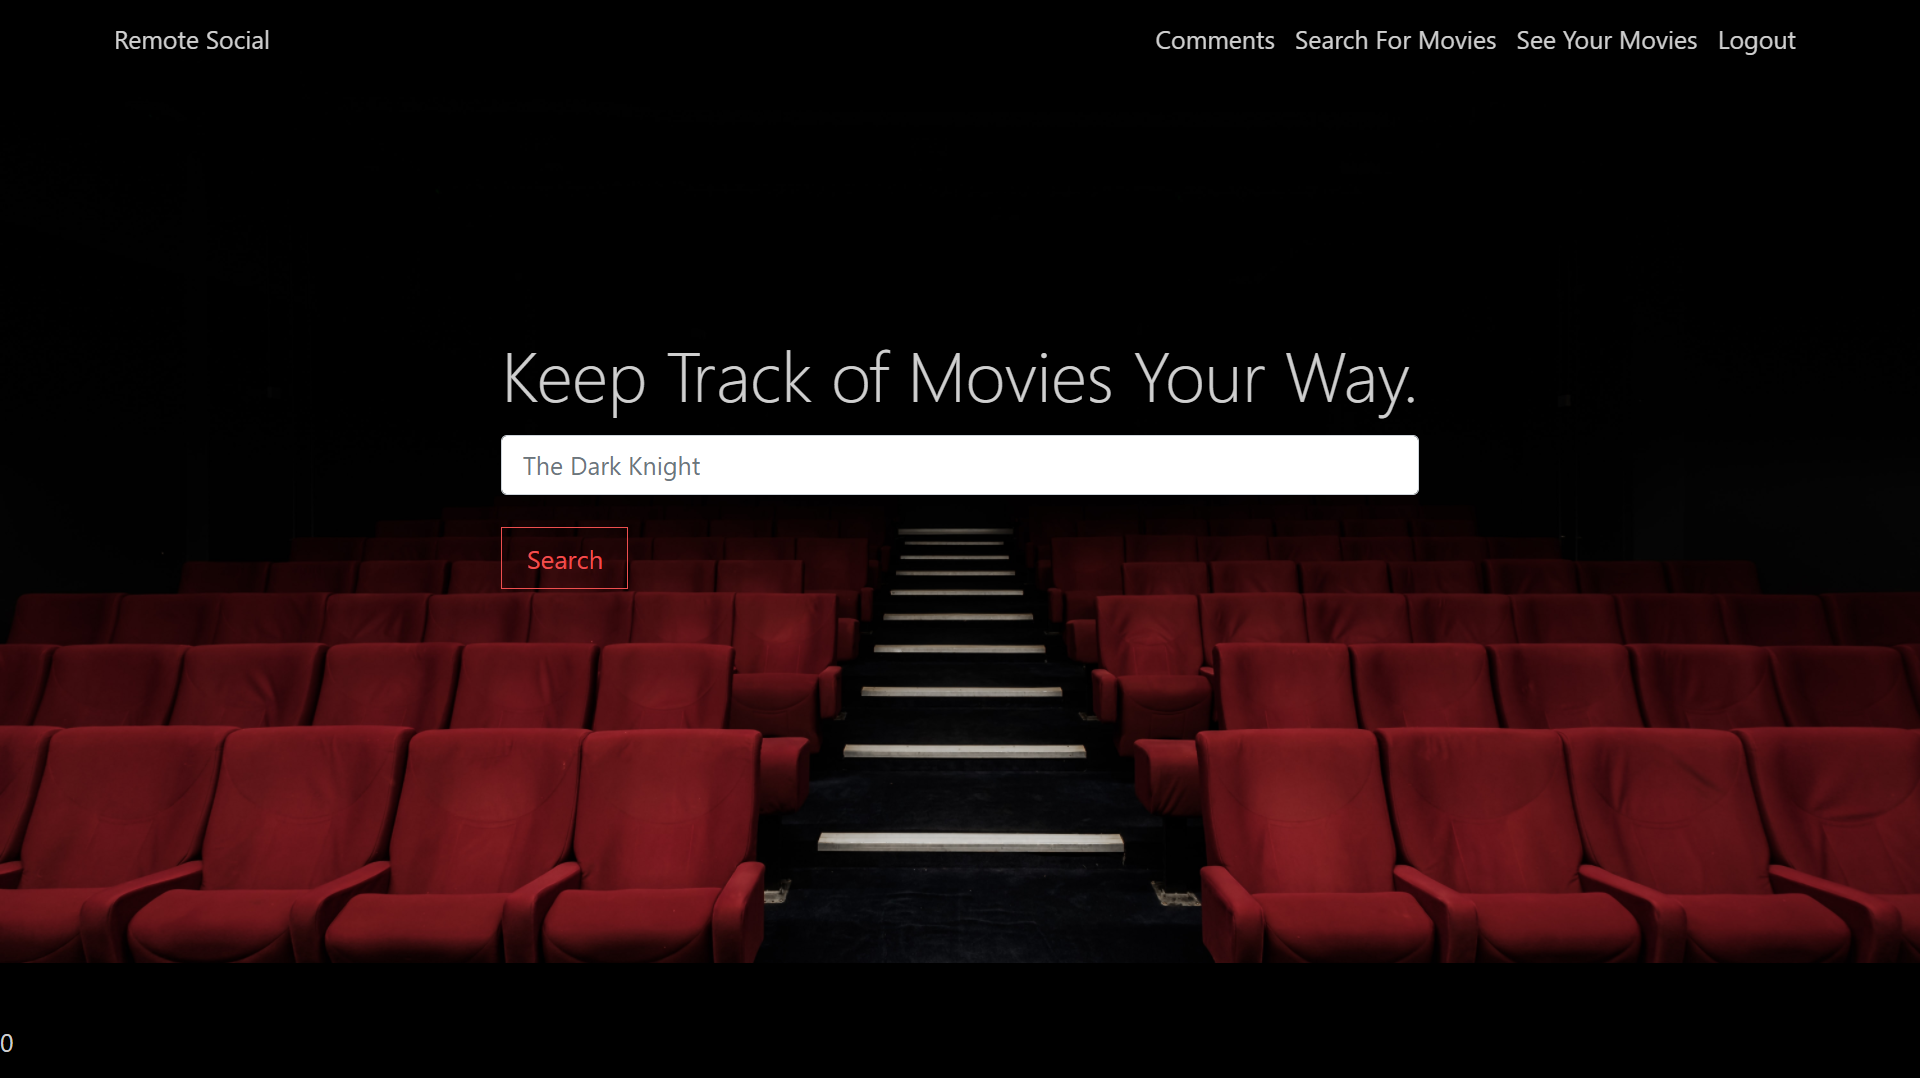 Remote Social
Comments Search For Movies See Your Movies Logout
Keep Track of Movies Your Way.
The Dark Knight
Search
0